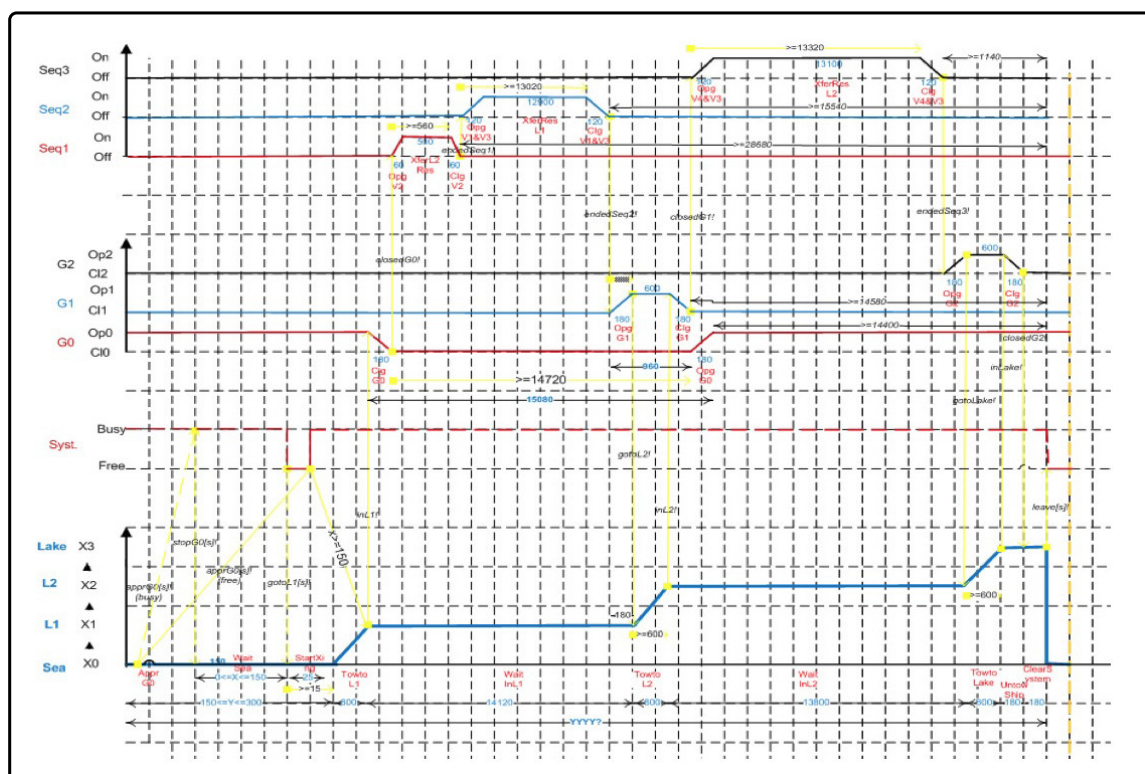 >=13320
>=1140
On
Seq3
Off
13100
120
Opg
V4&V3
XferRes
L2
120
Clg
V4&V3
>=13020
On
Seq2
Off
12900
120
Opg
V1&V3
XferRes
L1
120
Clg
V1&V3
>=15540
>=560
On
Seq1
Off
endedSeq1!
>=28680
60
Opg
V2
XferL2
Res
60
Clg
V2
endedSeq2!
closedG1!
endedSeq3!
closedG0!
Op2
G2
Cl2
600
180
Opg
G2
180
Clg
G2
Op1
G1
Cl1
600
180
Opg
G1
180
Clg
G1
>=14580
Op0
G0
Cl0
>=14400
closedG2!
180
Clg
G0
180
Opg
G0
960
>=14720
15080
inLake!
gotoLake!
Busy
Syst.
Free
gotoL2!
inL1!
inL2!
leave[s]!
stopG0[s]!
x>=150
apprG0[s]!
(busy)
apprG0[s]!
(free)
gotoL1[s]!
Lake X3
L2 X2
L1 X1
Sea X0
180
>=600
>=600
Appr
G0
150
Wait
Sea
0<=X<=150
StartXi
ng
25
>=15
Towto
L1
Wait
InL1
Towto
L2
Wait
InL2
Towto
Lake
Untow
Ship
ClearS
ystem
150<=Y<=300
600
14120
600
13800
600
180
180
YYYY?